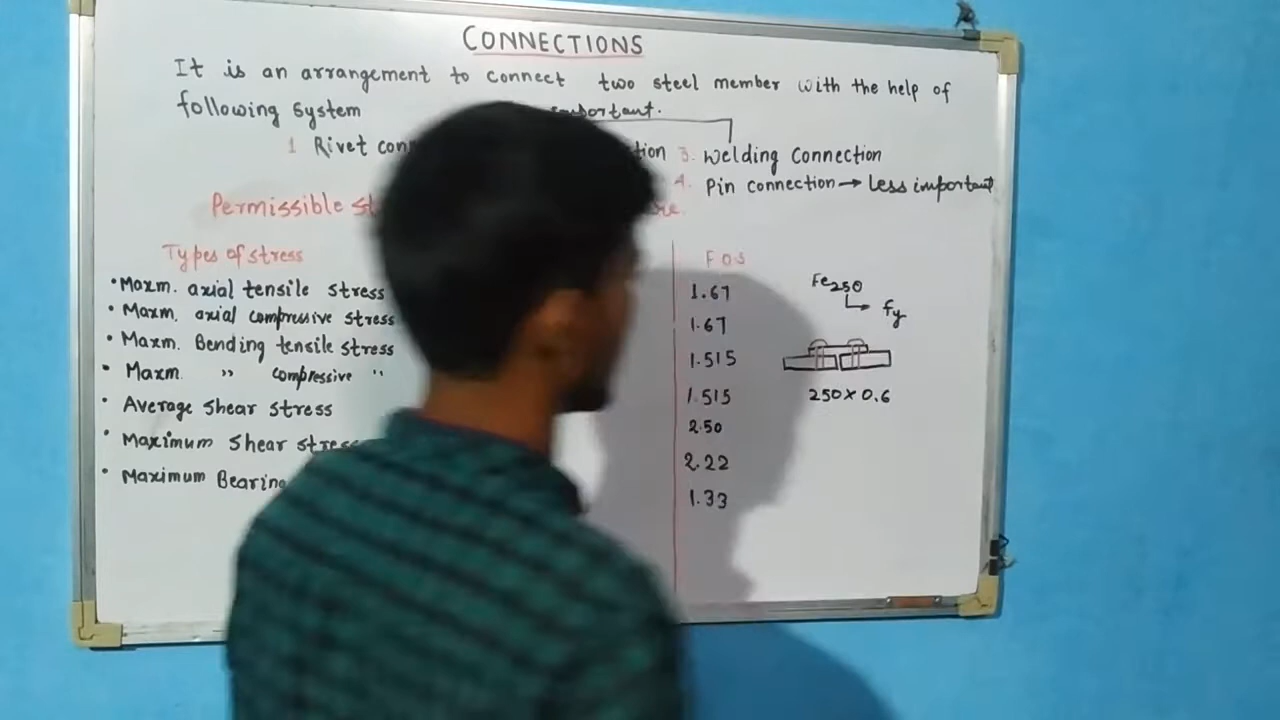 CONNECTIONS
It is an arrangement to connect two steel member with the help of
following system
important.
1 Rivet
3. Welding Connection
4. Pin connection → Less important
Permissible
Types of stress
FOS
• Maxm. axial tensile stress 1.67
• Maxm. axial compressive stress 1.67
• Maxm. Bending tensile stress 1.515
• Maxm. " compressive " 1.515
• Average shear stress 2.50
• Maximum shear stress 2.22
• Maximum Bearing 1.33
Fe250
fy
250 × 0.6